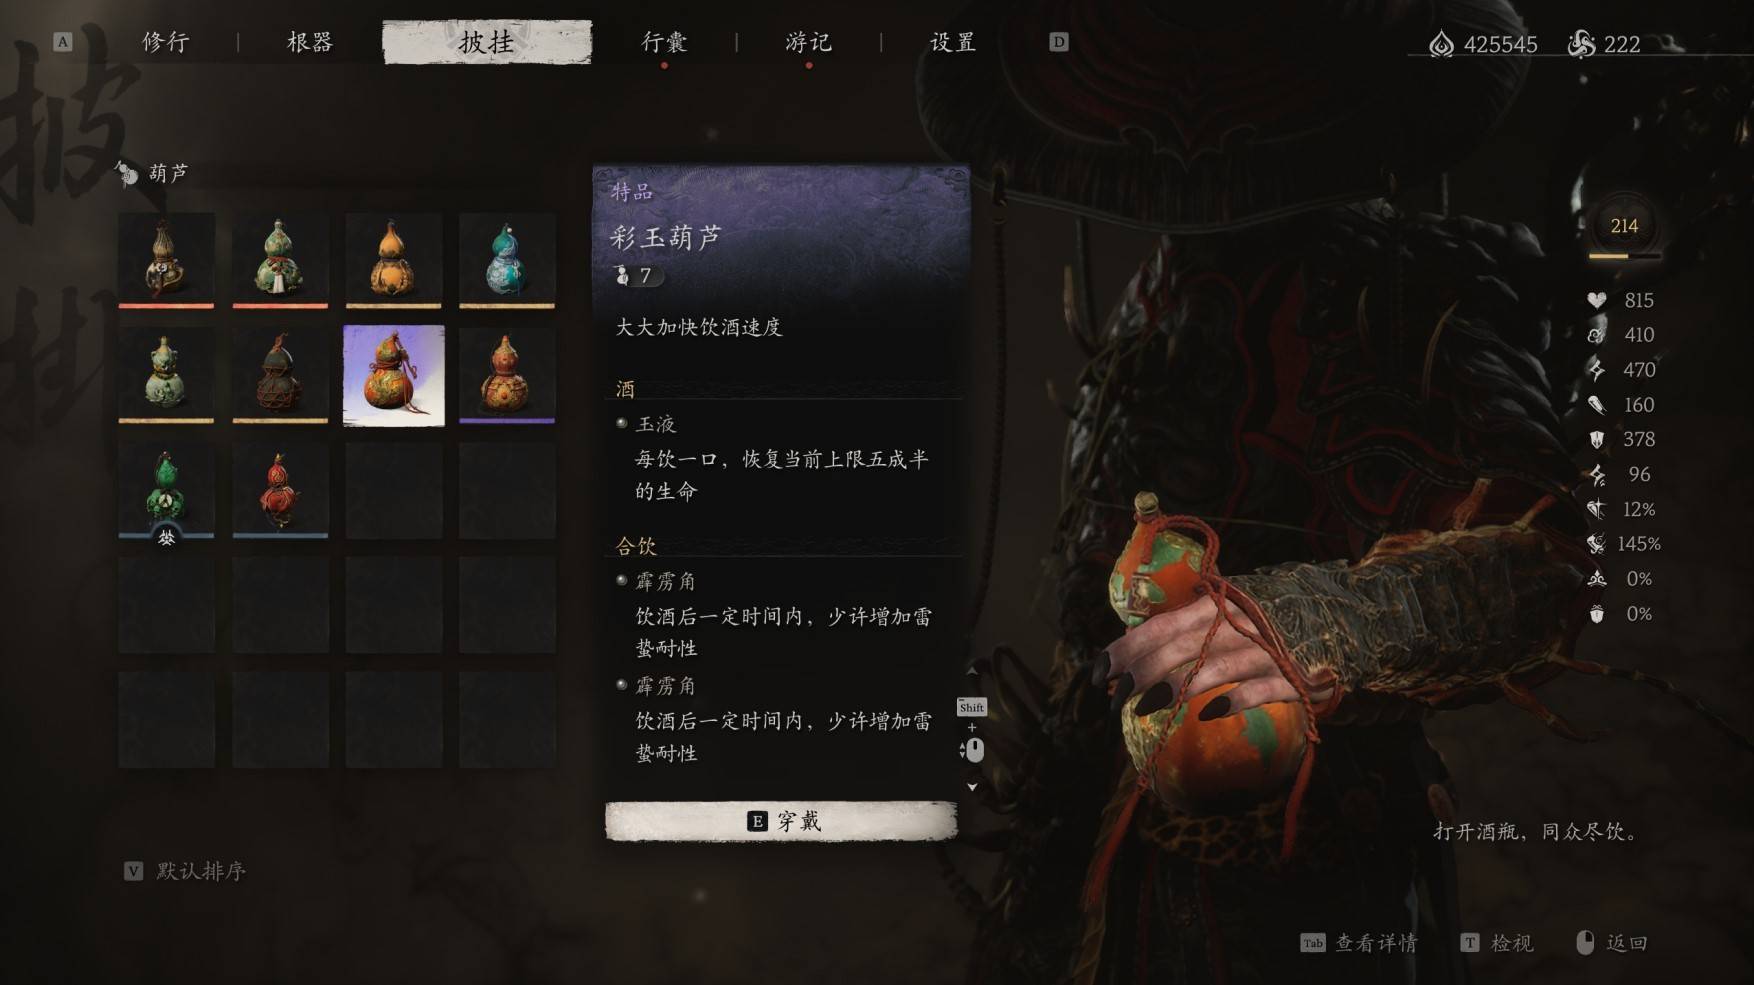 A 修行 | 根器 披挂 行囊 | 游记 | 设置 D
425545 222
披挂
葫芦
特品
彩玉葫芦
7
大大加快饮酒速度
酒
玉液
每饮一口，恢复当前上限五成半
的生命
合饮
霹雳角
饮酒后一定时间内，少许增加雷
蛰耐性
霹雳角
饮酒后一定时间内，少许增加雷
蛰耐性
Shift
+
E 穿戴
214
815
410
470
160
378
96
12%
145%
0%
0%
打开酒瓶，同众尽饮。
V 默认排序
Tab 查看详情 T 检视 返回